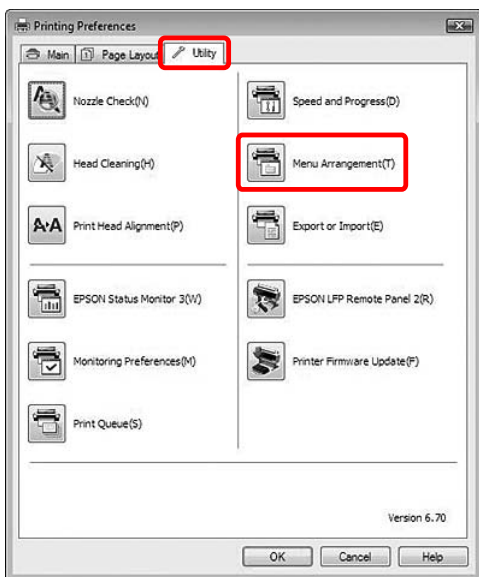 Printing Preferences
Main
Page Layout
Utility
Nozzle Check(N)
Speed and Progress(D)
Head Cleaning(H)
Menu Arrangement(T)
Print Head Alignment(P)
Export or Import(E)
EPSON Status Monitor 3(W)
EPSON LFP Remote Panel 2(R)
Monitoring Preferences(M)
Printer Firmware Update(F)
Print Queue(S)
Version 6.70
OK
Cancel
Help